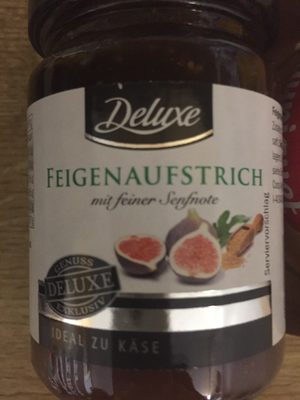 Deluxe
FEIGENAUFSTRICH
mit feiner Senfnote
GENUSS
DELUXE
EXKLUSIV
IDEAL ZU KÄSE
Serviervorschlag